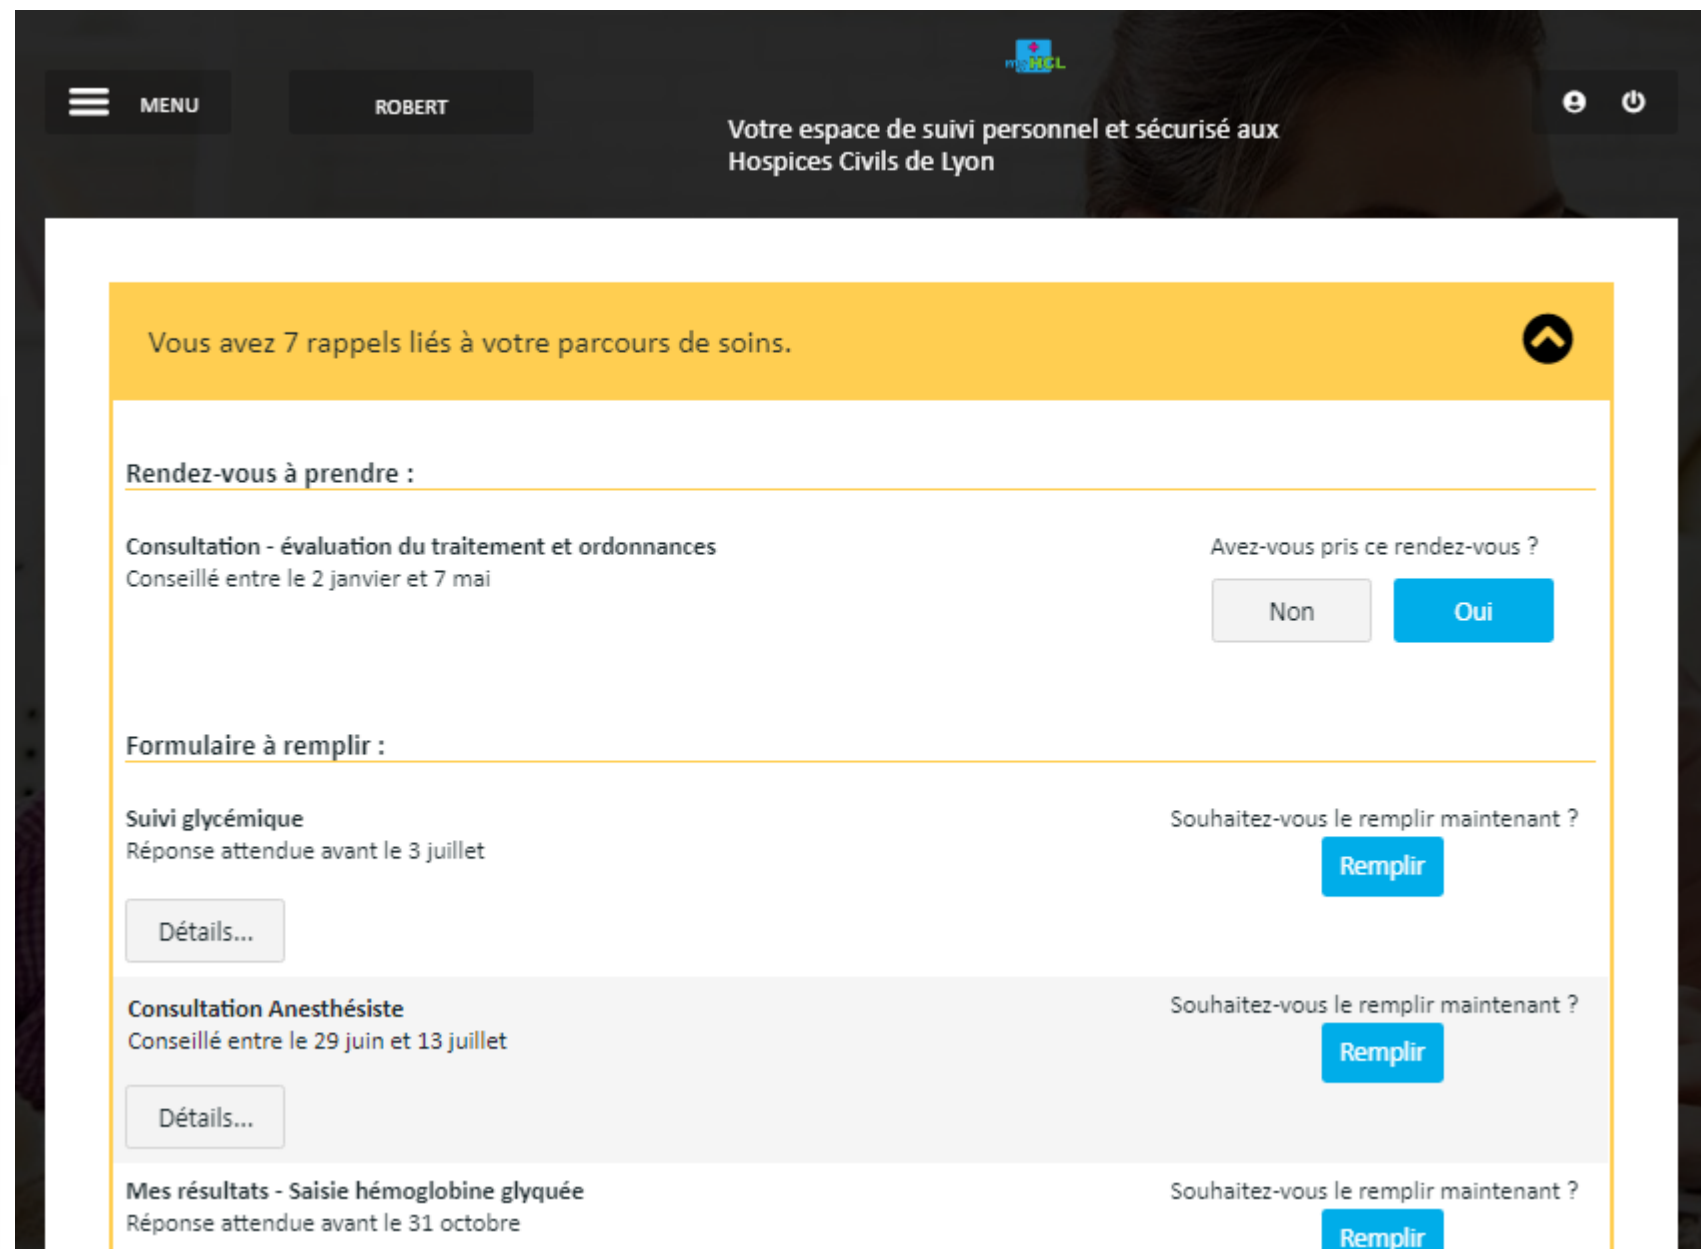 myHCL
MENU
ROBERT
Votre espace de suivi personnel et sécurisé aux
Hospices Civils de Lyon
Vous avez 7 rappels liés à votre parcours de soins.
Rendez-vous à prendre :
Consultation - évaluation du traitement et ordonnances
Conseillé entre le 2 janvier et 7 mai
Avez-vous pris ce rendez-vous ?
Non
Oui
Formulaire à remplir :
Suivi glycémique
Réponse attendue avant le 3 juillet
Souhaitez-vous le remplir maintenant ?
Remplir
Détails...
Consultation Anesthésiste
Conseillé entre le 29 juin et 13 juillet
Souhaitez-vous le remplir maintenant ?
Remplir
Détails...
Mes résultats - Saisie hémoglobine glyquée
Réponse attendue avant le 31 octobre
Souhaitez-vous le remplir maintenant ?
Remplir